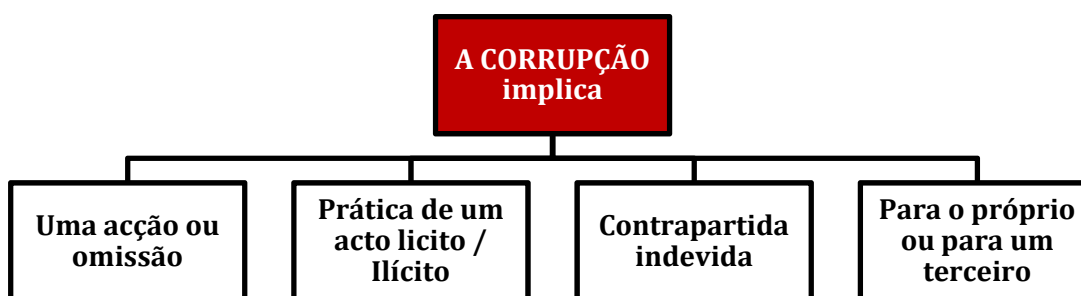 A CORRUPÇÃO
implica
Uma acção ou
omissão
Prática de um
acto licito /
Ilícito
Contrapartida
indevida
Para o próprio
ou para um
terceiro